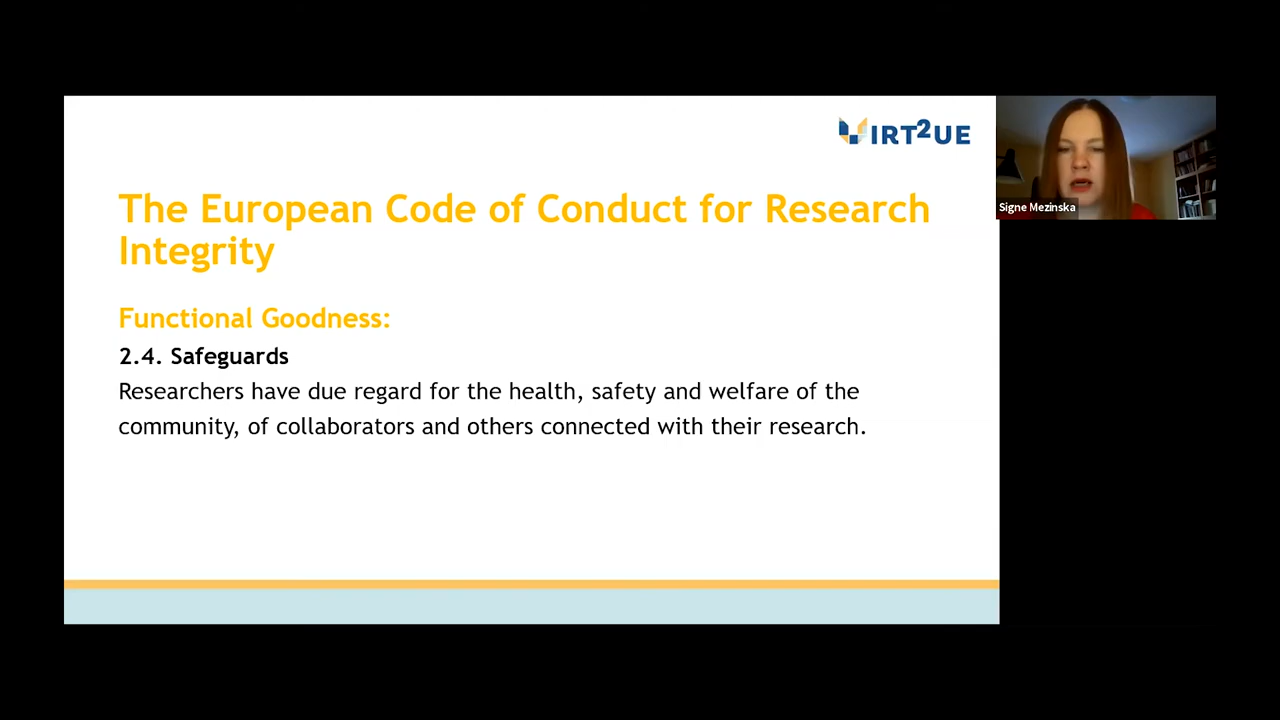 VIRT2UE
The European Code of Conduct for Research
Integrity
Functional Goodness:
2.4. Safeguards
Researchers have due regard for the health, safety and welfare of the
community, of collaborators and others connected with their research.
Signe Mezinska